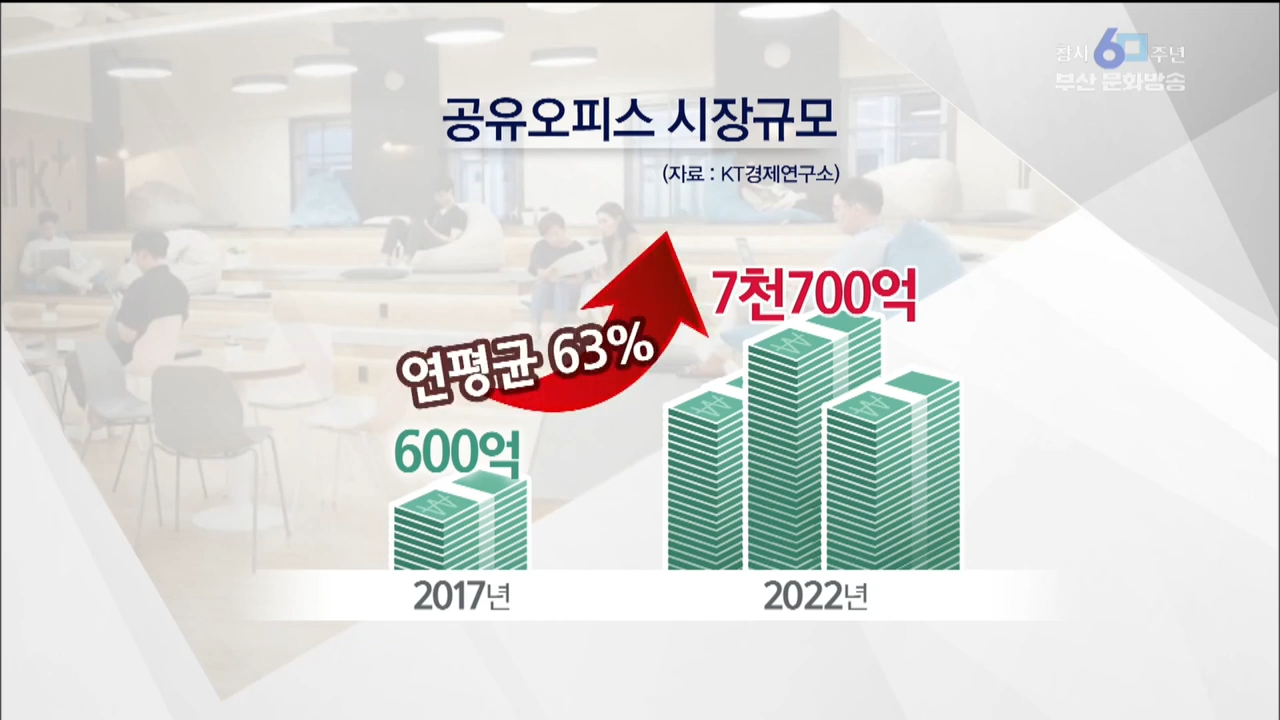 창사 60주년
부산 문화방송
공유오피스 시장규모
(자료 : KT경제연구소)
7천700억
연평균 63%
600억
2017년
2022년